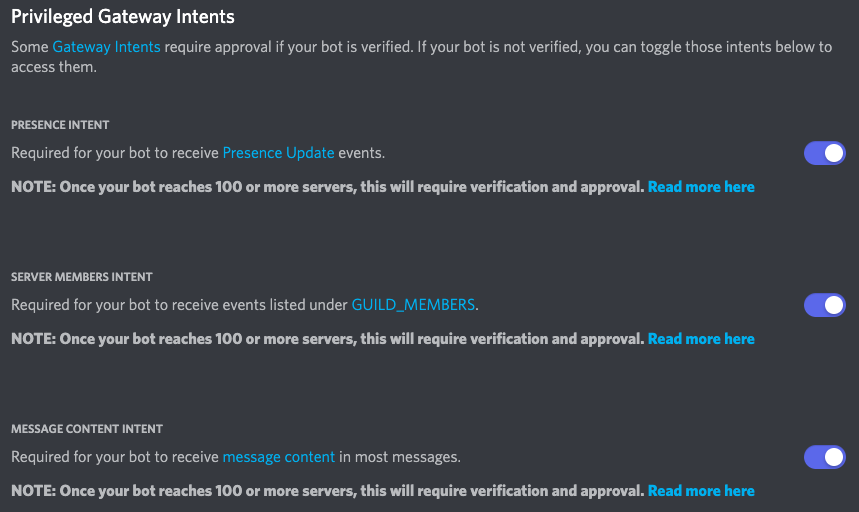 Privileged Gateway Intents
Some Gateway Intents require approval if your bot is verified. If your bot is not verified, you can toggle those intents below to
access them.
PRESENCE INTENT
Required for your bot to receive Presence Update events.
NOTE: Once your bot reaches 100 or more servers, this will require verification and approval. Read more here
SERVER MEMBERS INTENT
Required for your bot to receive events listed under GUILD_MEMBERS.
NOTE: Once your bot reaches 100 or more servers, this will require verification and approval. Read more here
MESSAGE CONTENT INTENT
Required for your bot to receive message content in most messages.
NOTE: Once your bot reaches 100 or more servers, this will require verification and approval. Read more here